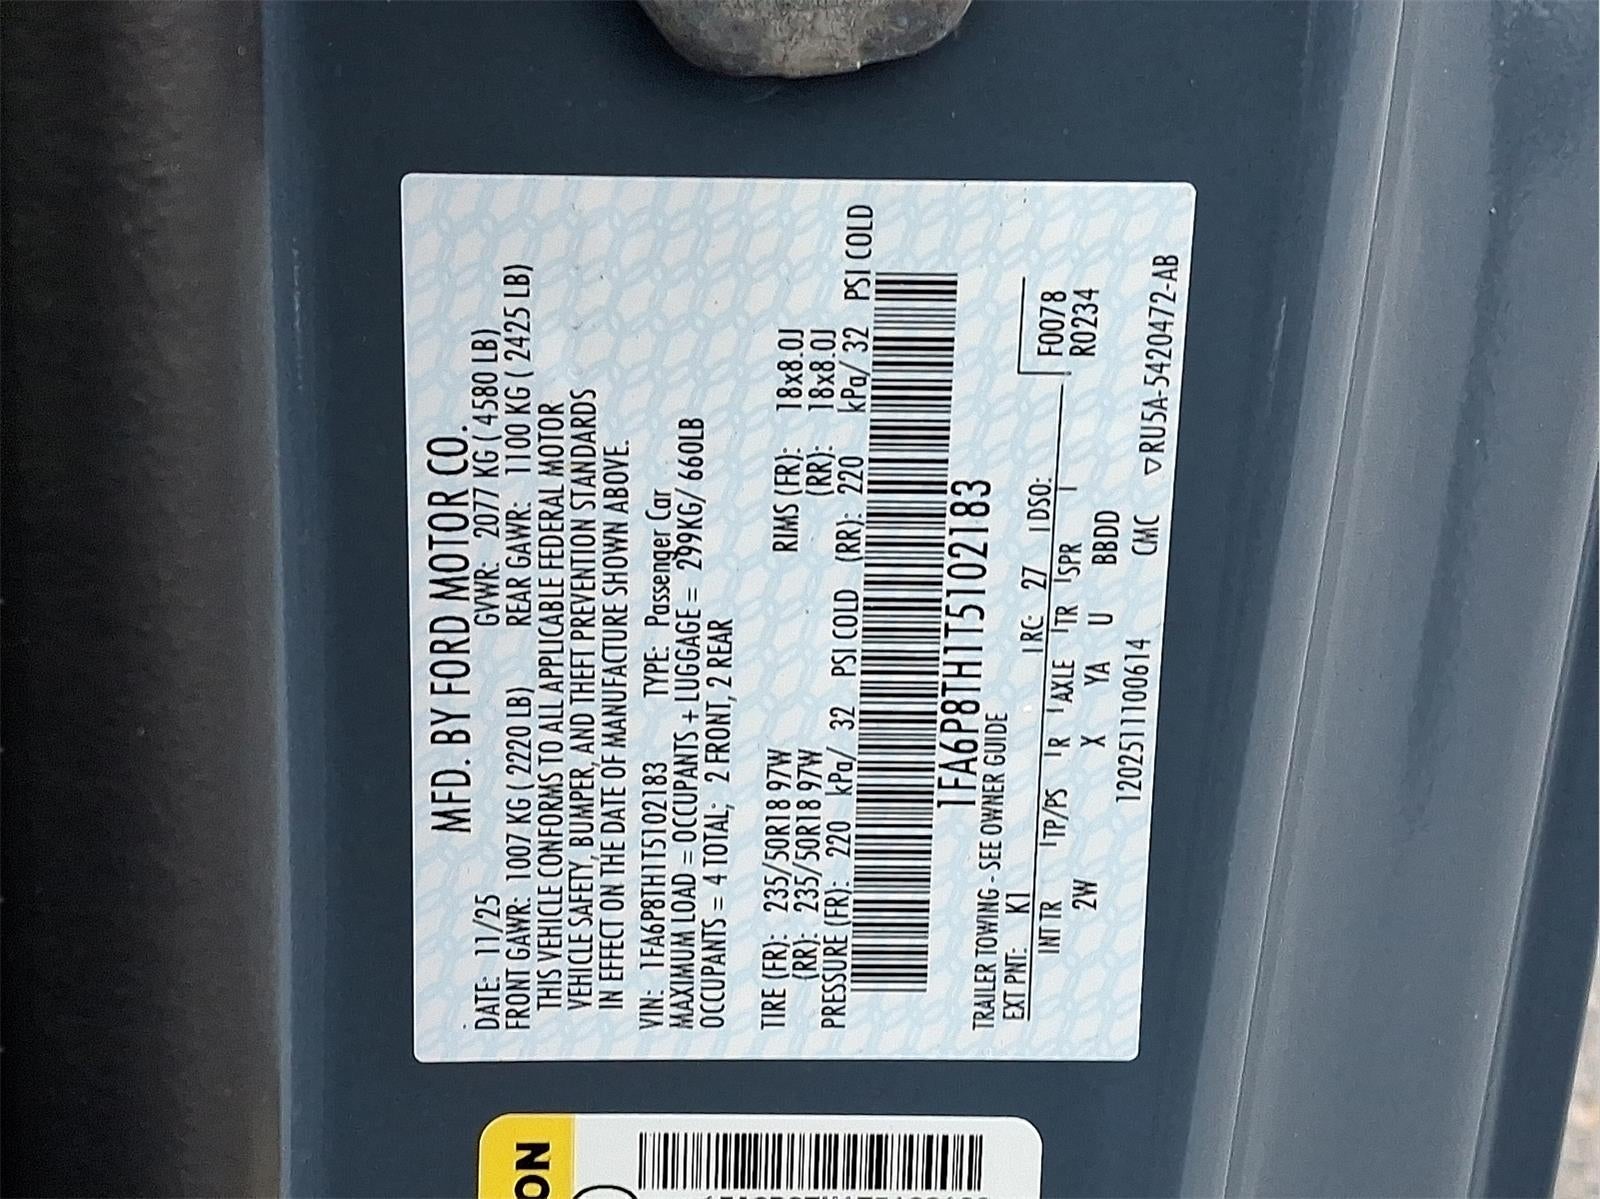 MFD. BY FORD MOTOR CO.
DATE: 11/25 GVWR: 2077 KG ( 4580 LB)
FRONT GAWR: 1007 KG ( 2220 LB) REAR GAWR: 1100 KG ( 2425 LB)
THIS VEHICLE CONFORMS TO ALL APPLICABLE FEDERAL MOTOR
VEHICLE SAFETY, BUMPER, AND THEFT PREVENTION STANDARDS
IN EFFECT ON THE DATE OF MANUFACTURE SHOWN ABOVE.
VIN: 1FA6P8TH1T5102183 TYPE: Passenger Car
MAXIMUM LOAD = OCCUPANTS + LUGGAGE = 299KG/ 660LB
OCCUPANTS = 4 TOTAL; 2 FRONT, 2 REAR
TIRE (FR): 235/50R18 97W RIMS (FR): 18x8.0J
(RR): 235/50R18 97W (RR): 18x8.0J
PRESSURE (FR): 220 kPa/ 32 PSI COLD (RR): 220 kPa/ 32 PSI COLD
1FA6P8TH1T5102183
TRAILER TOWING - SEE OWNER GUIDE
EXT PNT: K1 RC: 27 DSO:
INT TR TP/PS R AXLE TR SPR
2W X YA U BBDD
F0078
R0234
12025111100614 CMC ▽RU5A-5420472-AB
ON